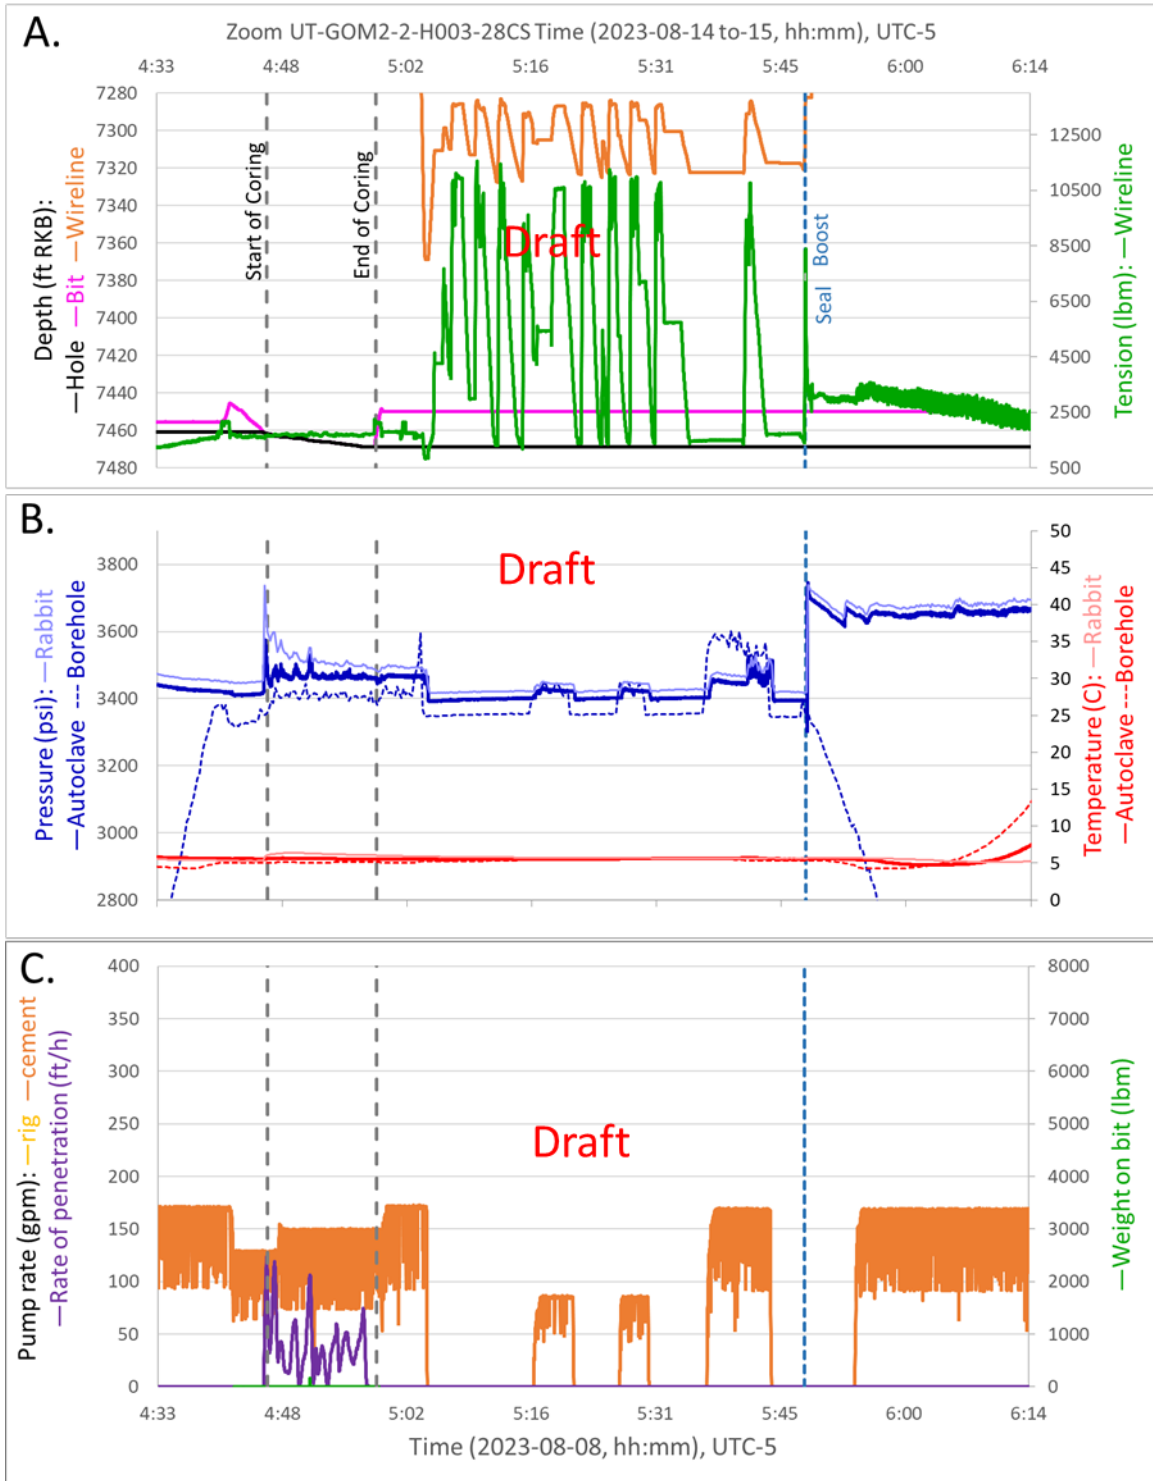 A.
Zoom UT-GOM2-2-H003-28CS Time (2023-08-14 to-15, hh:mm), UTC-5
4:33 4:48 5:02 5:16 5:31 5:45 6:00 6:14
Depth (ft RKB):
—Hole —Bit —Wireline
7280
7300
7320
7340
7360
7380
7400
7420
7440
7460
7480
Start of Coring
End of Coring
Draft
Seal Boost
12500
10500
8500
6500
4500
2500
500
Tension (lbm): —Wireline
B.
Pressure (psi): —Rabbit
—Autoclave --- Borehole
3800
3600
3400
3200
3000
2800
Draft
50
45
40
35
30
25
20
15
10
5
0
Temperature (C): —Rabbit
—Autoclave ---Borehole
C.
Pump rate (gpm): —rig —cement
—Rate of penetration (ft/h)
400
350
300
250
200
150
100
50
0
Draft
8000
7000
6000
5000
4000
3000
2000
1000
0
—Weight on bit (lbm)
4:33 4:48 5:02 5:16 5:31 5:45 6:00 6:14
Time (2023-08-08, hh:mm), UTC-5